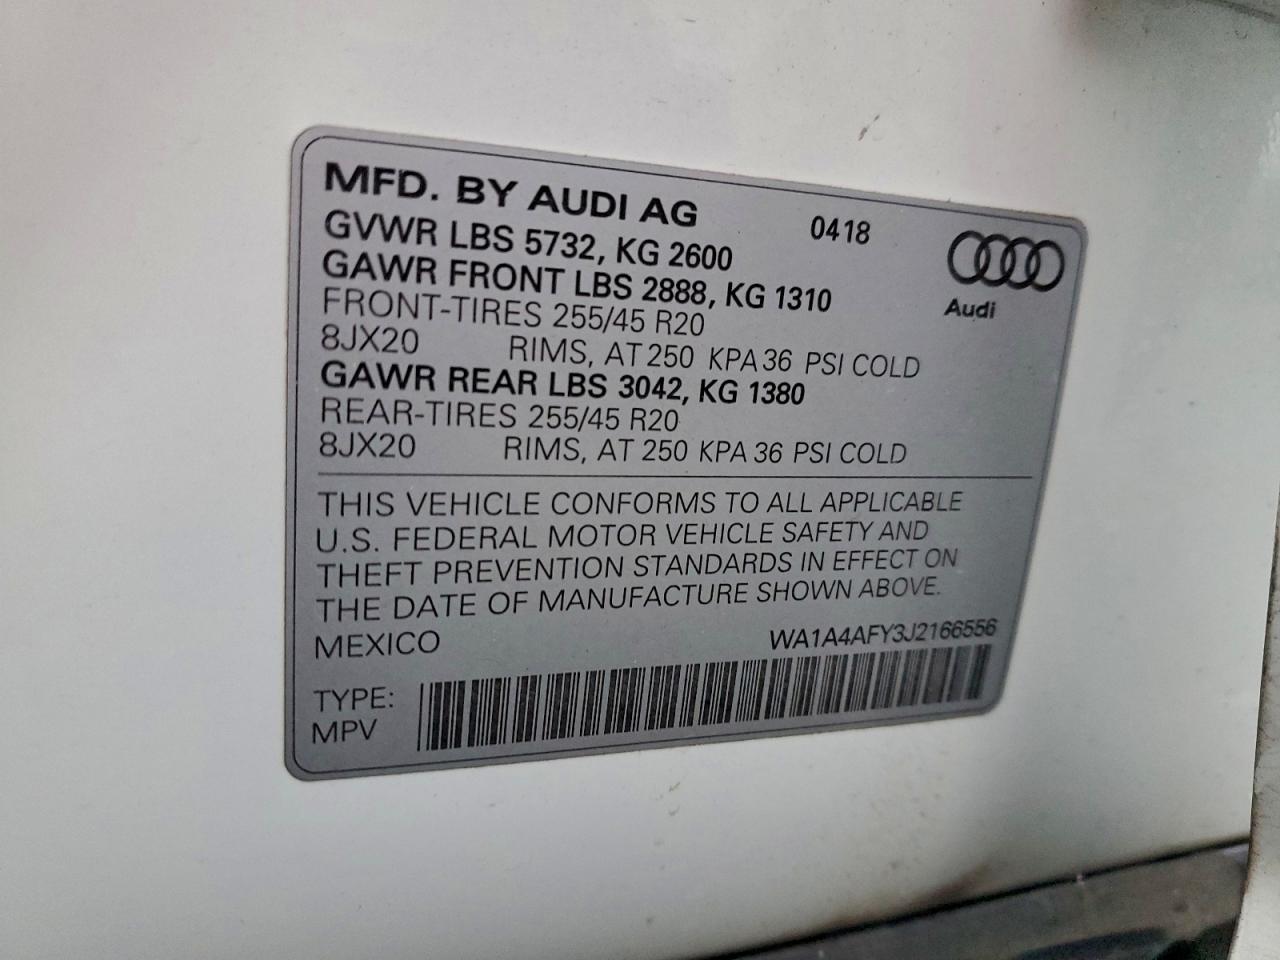 MFD. BY AUDI AG 0418
GVWR LBS 5732, KG 2600
GAWR FRONT LBS 2888, KG 1310
Audi
FRONT-TIRES 255/45 R20
8JX20 RIMS, AT 250 KPA 36 PSI COLD
GAWR REAR LBS 3042, KG 1380
REAR-TIRES 255/45 R20
8JX20 RIMS, AT 250 KPA 36 PSI COLD
THIS VEHICLE CONFORMS TO ALL APPLICABLE
U.S. FEDERAL MOTOR VEHICLE SAFETY AND
THEFT PREVENTION STANDARDS IN EFFECT ON
THE DATE OF MANUFACTURE SHOWN ABOVE.
MEXICO WA1A4AFY3J2166556
TYPE:
MPV